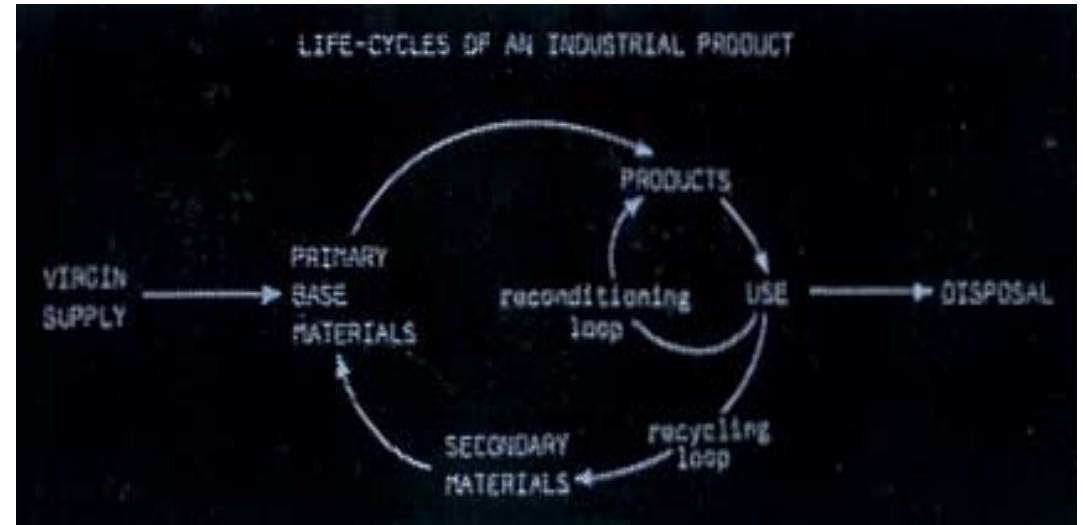 LIFE-CYCLES OF AN INDUSTRIAL PRODUCT
PRODUCTS
VIRGIN
SUPPLY
PRIMARY
BASE
MATERIALS
reconditioning
loop
USE
DISPOSAL
SECONDARY
MATERIALS
recycling
loop